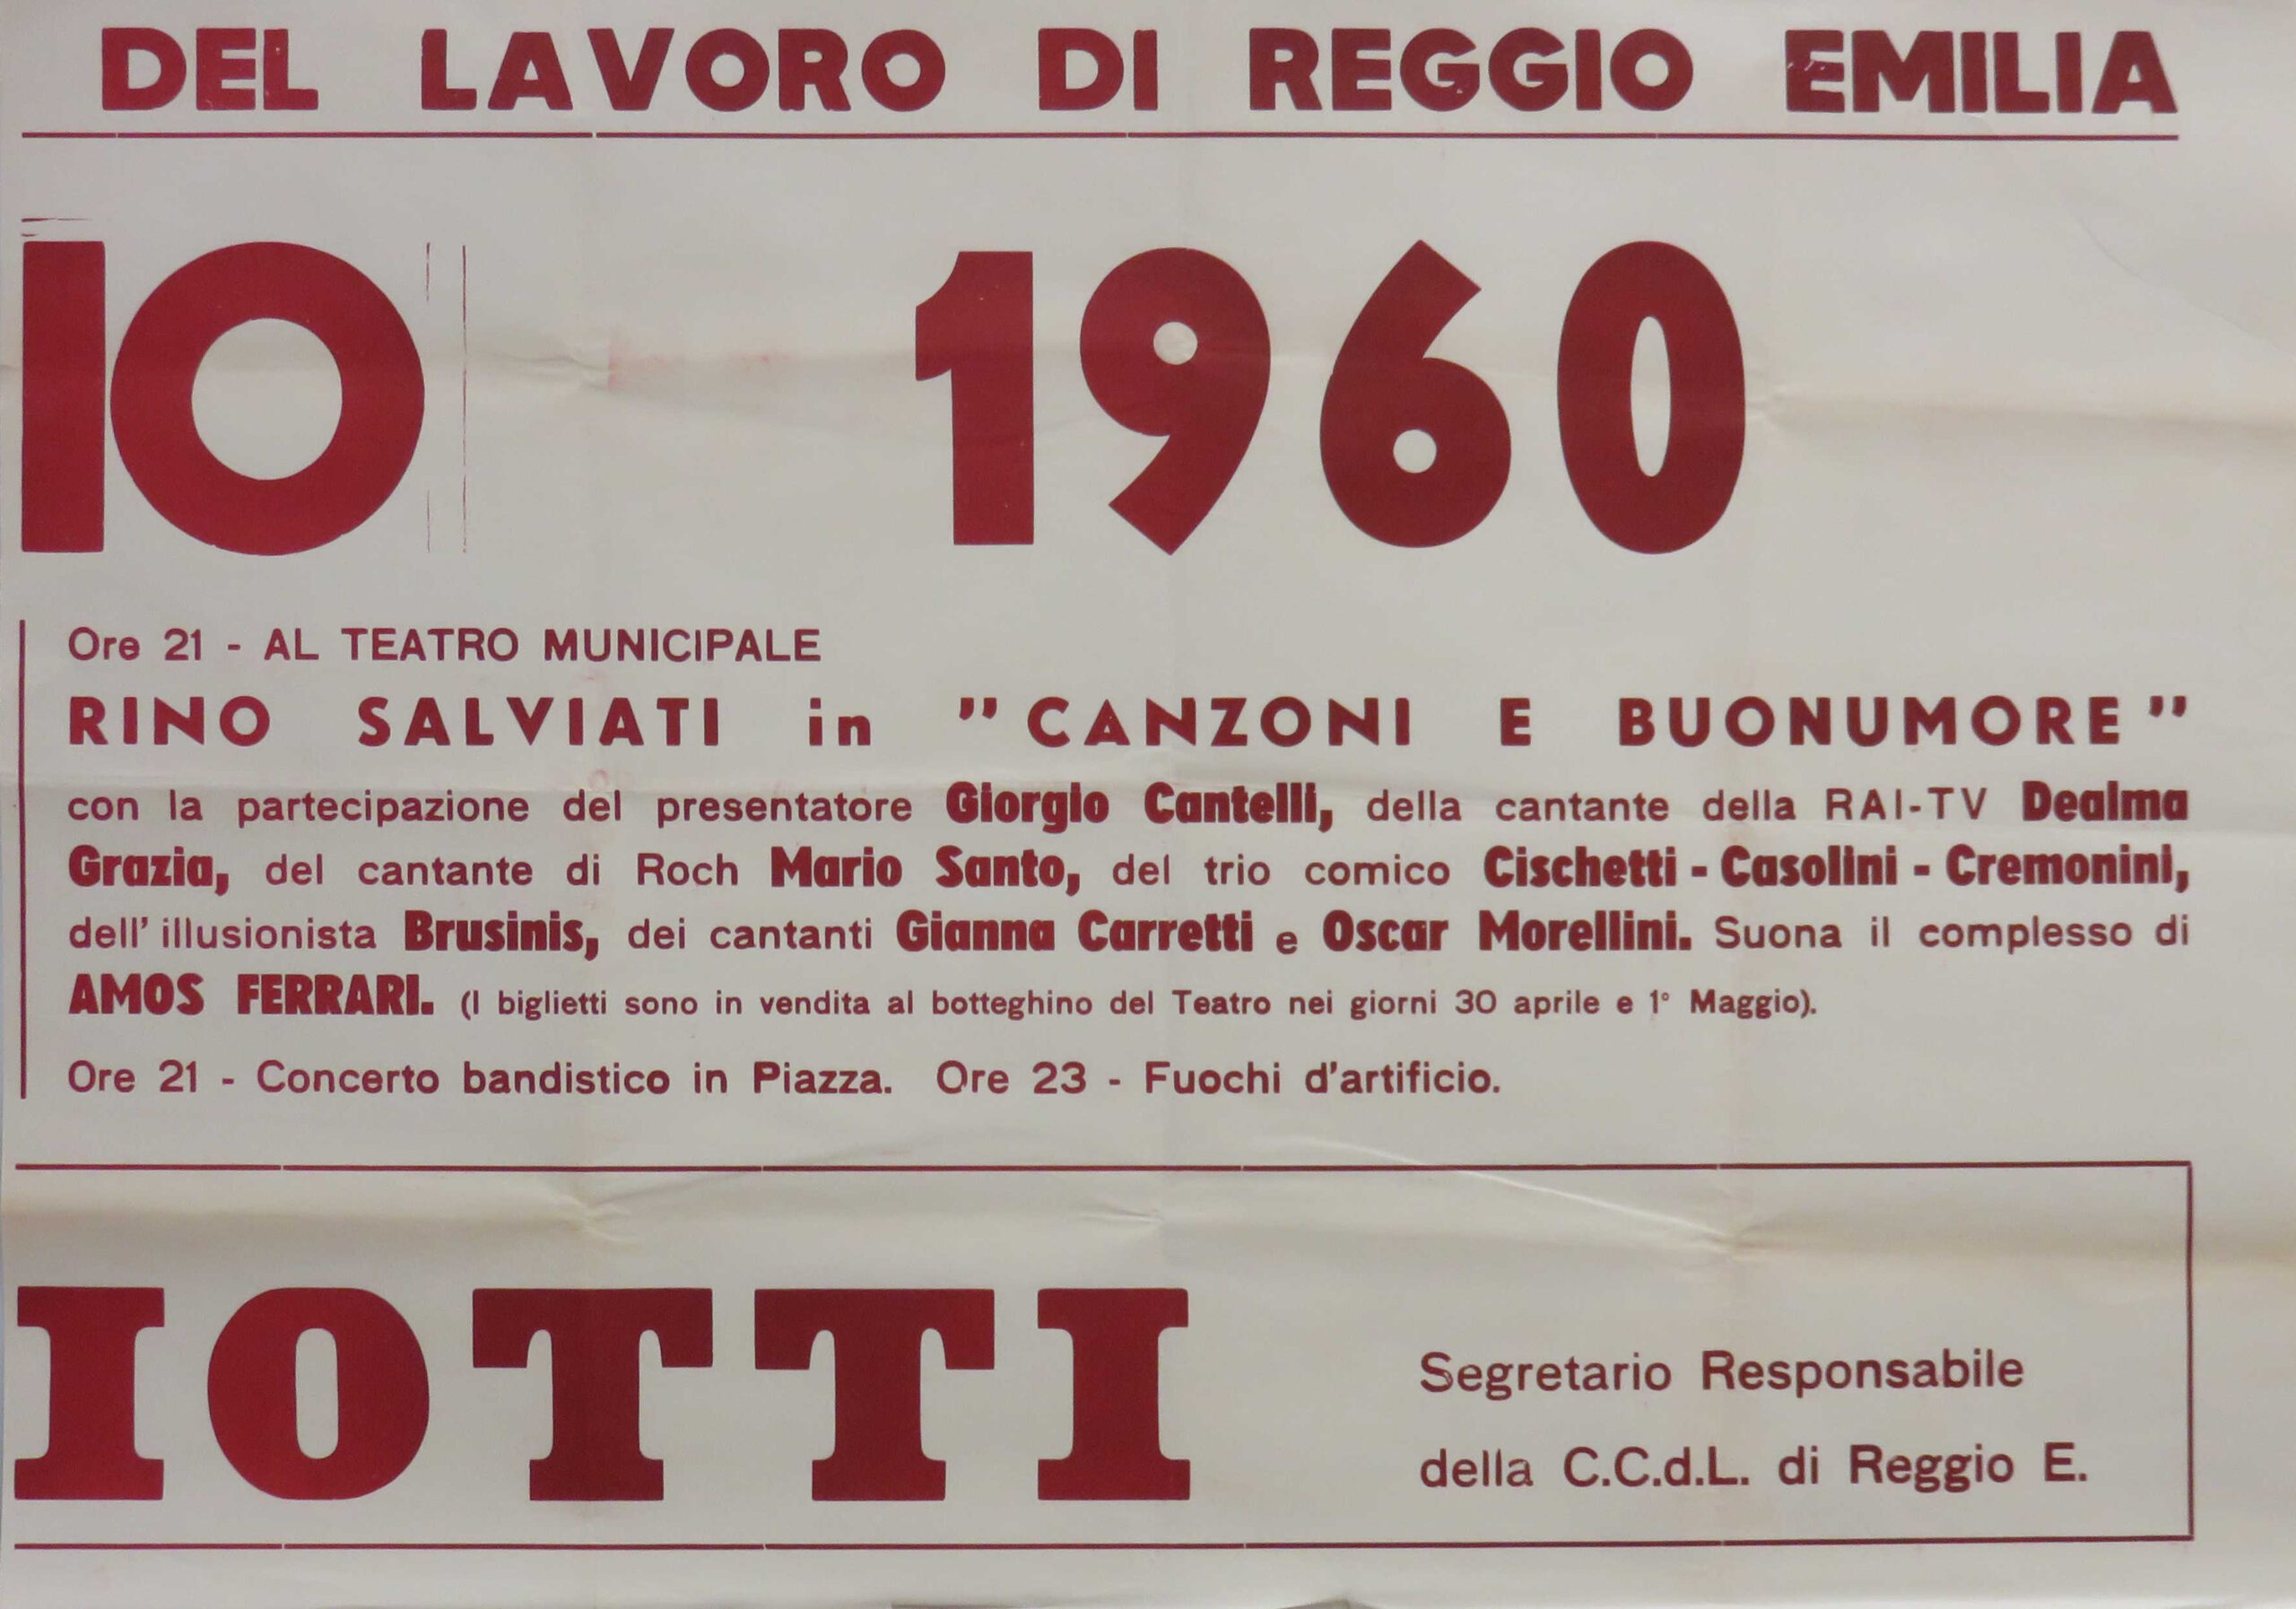 DEL LAVORO DI REGGIO EMILIA
IO 1960
Ore 21 - AL TEATRO MUNICIPALE
RINO SALVIATI in "CANZONI E BUONUMORE"
con la partecipazione del presentatore Giorgio Cantelli, della cantante della RAI-TV Dealma
Grazia, del cantante di Roch Mario Santo, del trio comico Cischetti - Casolini - Cremonini,
dell'illusionista Brusinis, dei cantanti Gianna Carretti e Oscar Morellini. Suona il complesso di
AMOS FERRARI. (I biglietti sono in vendita al botteghino del Teatro nei giorni 30 aprile e 1° Maggio).
Ore 21 - Concerto bandistico in Piazza. Ore 23 - Fuochi d'artificio.
IOTTI
Segretario Responsabile
della C.C.d.L. di Reggio E.